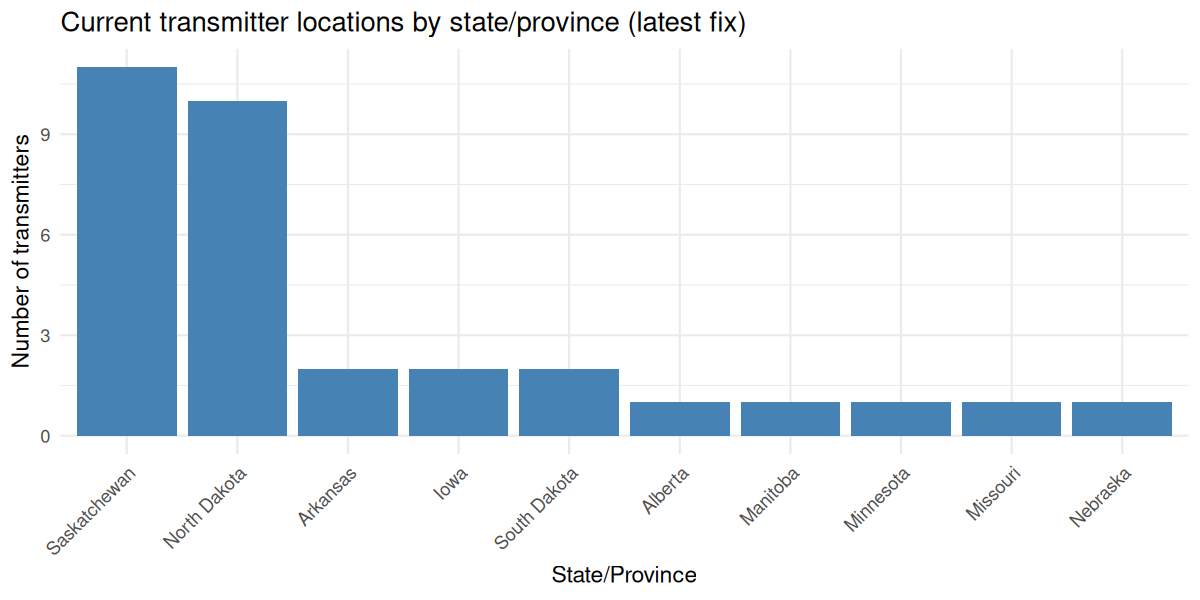 Current transmitter locations by state/province (latest fix)
Number of transmitters
9
6
3
0
Saskatchewan
North Dakota
Arkansas
Iowa
South Dakota
Alberta
Manitoba
Minnesota
Missouri
Nebraska
State/Province